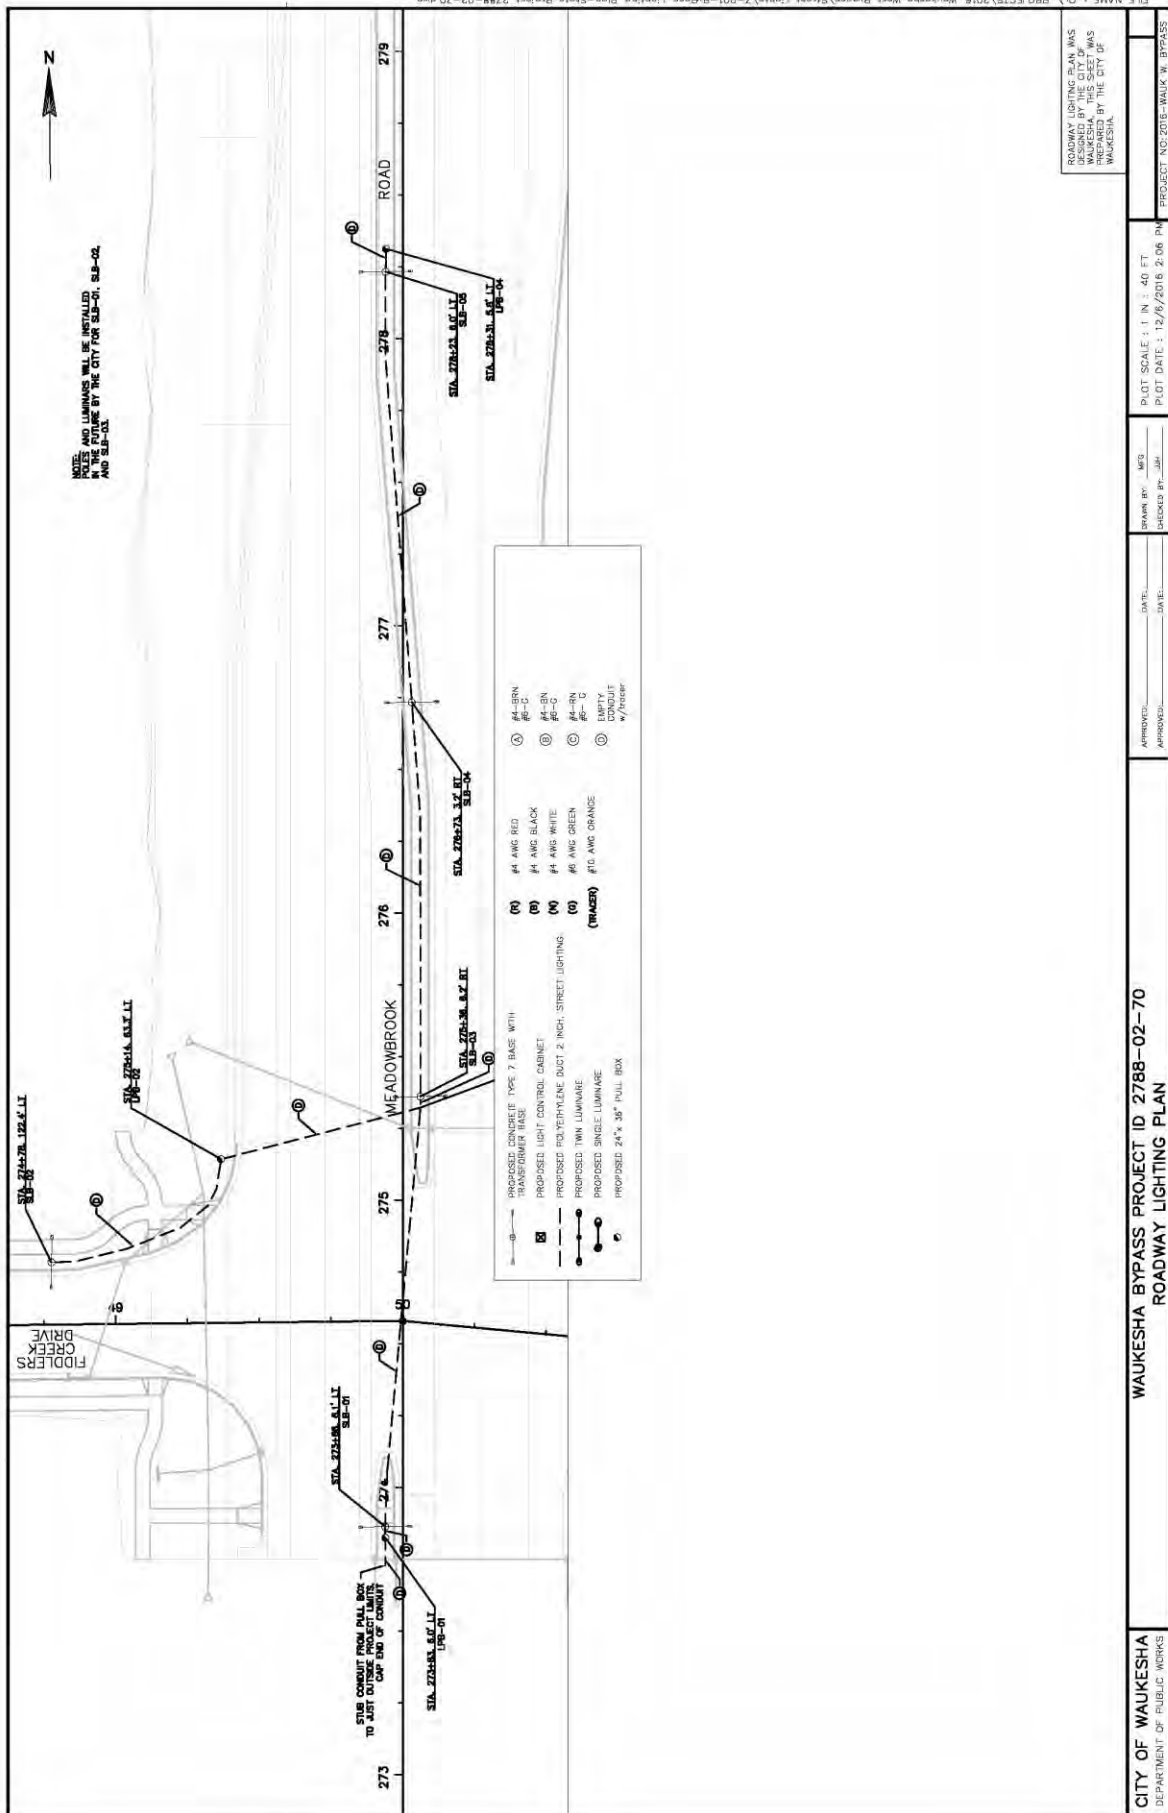 N
NOTE:
POLES AND LUMINARS WILL BE INSTALLED
IN THE FUTURE BY THE CITY FOR SLB-01, SLB-02,
AND SLB-03.
STA. 274+78, 122.4' LT
SLB-02
STA. 275+14, 63.3' LT
LPB-02
D
D
FIDDLERS
CREEK
DRIVE
49
50
STUB CONDUIT FROM PULL BOX
TO JUST OUTSIDE PROJECT LIMITS,
CAP END OF CONDUIT
STA. 273+86, 6.1' LT
SLB-01
STA. 273+83, 6.0' LT
LPB-01
D
D
D
273
274
275
276
277
278
279
MEADOWBROOK
ROAD
STA. 275+36, 6.2' RT
SLB-03
D
D
STA. 276+73, 3.2' RT
SLB-04
D
D
STA. 278+23, 6.0' LT
SLB-05
STA. 278+31, 5.8' LT
LPB-04
PROPOSED CONCRETE TYPE 7 BASE WITH
TRANSFORMER BASE
PROPOSED LIGHT CONTROL CABINET
PROPOSED POLYETHYLENE DUCT 2 INCH, STREET LIGHTING
PROPOSED TWIN LUMINARE
PROPOSED SINGLE LUMINARE
PROPOSED 24"x 36" PULL BOX
(R) #4 AWG RED
(B) #4 AWG BLACK
(N) #4 AWG WHITE
(G) #6 AWG GREEN
(TRACER) #10 AWG ORANGE
A #4-BRN
#6-G
B #4-BN
#6-G
C #4-RN
#6- G
D EMPTY
CONDUIT
w/tracer
ROADWAY LIGHTING PLAN WAS
DESIGNED BY THE CITY OF
WAUKESHA. THIS SHEET WAS
PREPARED BY THE CITY OF
WAUKESHA.
CITY OF WAUKESHA
DEPARTMENT OF PUBLIC WORKS
WAUKESHA BYPASS PROJECT ID 2788-02-70
ROADWAY LIGHTING PLAN
APPROVED: DATE:
APPROVED: DATE:
DRAWN BY: MFG
CHECKED BY: JJH
PLOT SCALE : 1 IN : 40 FT
PLOT DATE : 12/6/2016 2:06 PM
PROJECT NO: 2016-WAUK W. BYPASS